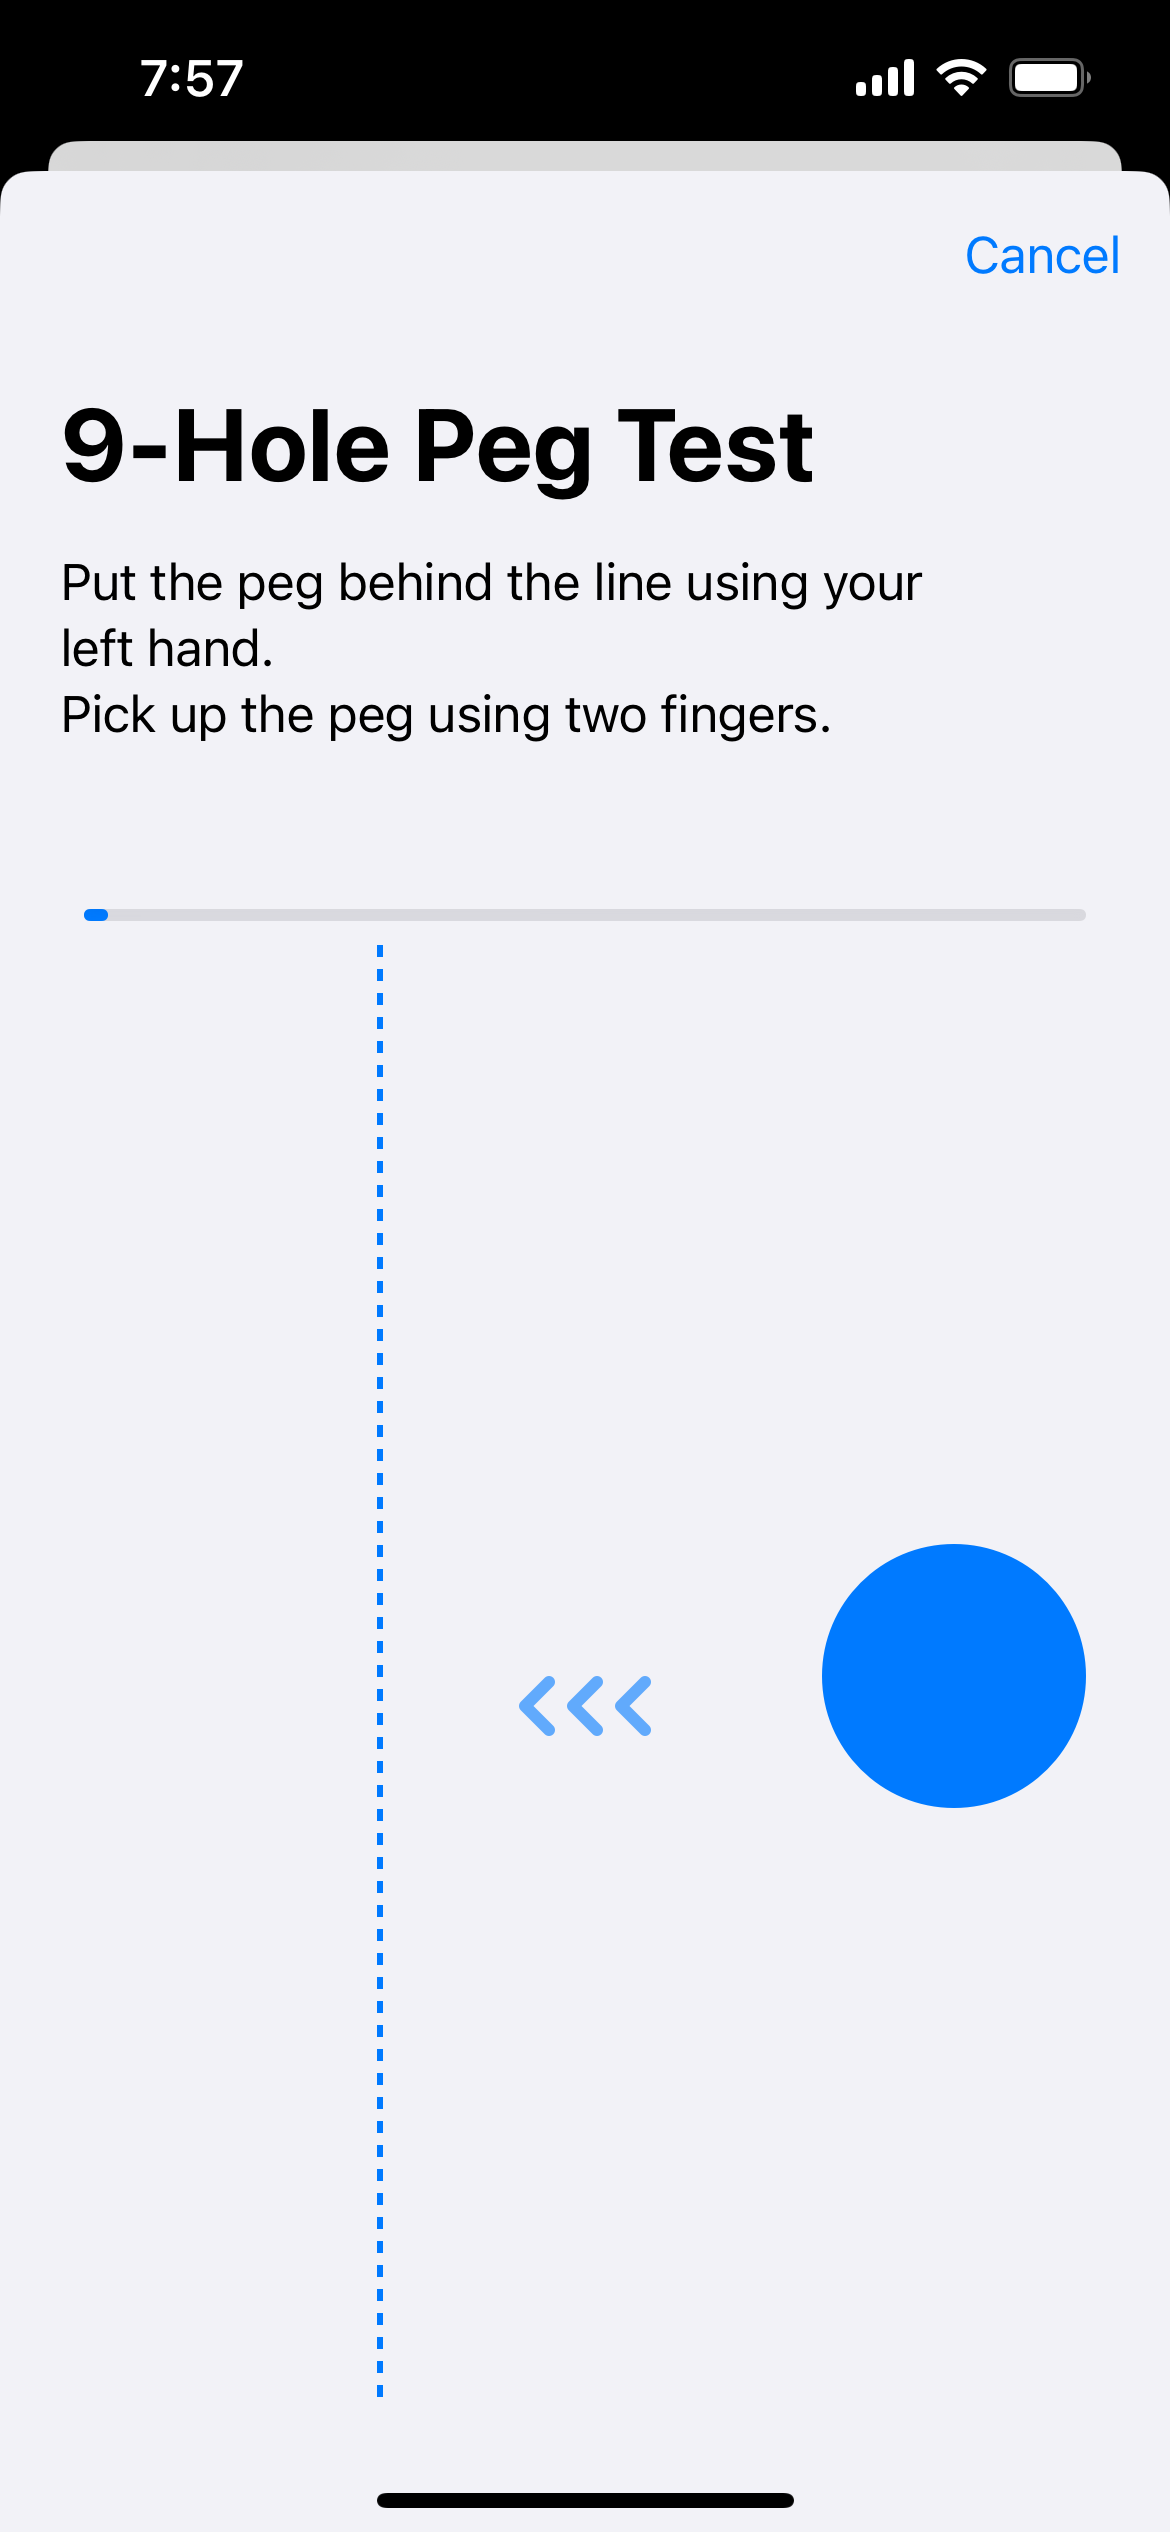 7:57
Cancel
9-Hole Peg Test
Put the peg behind the line using your
left hand.
Pick up the peg using two fingers.